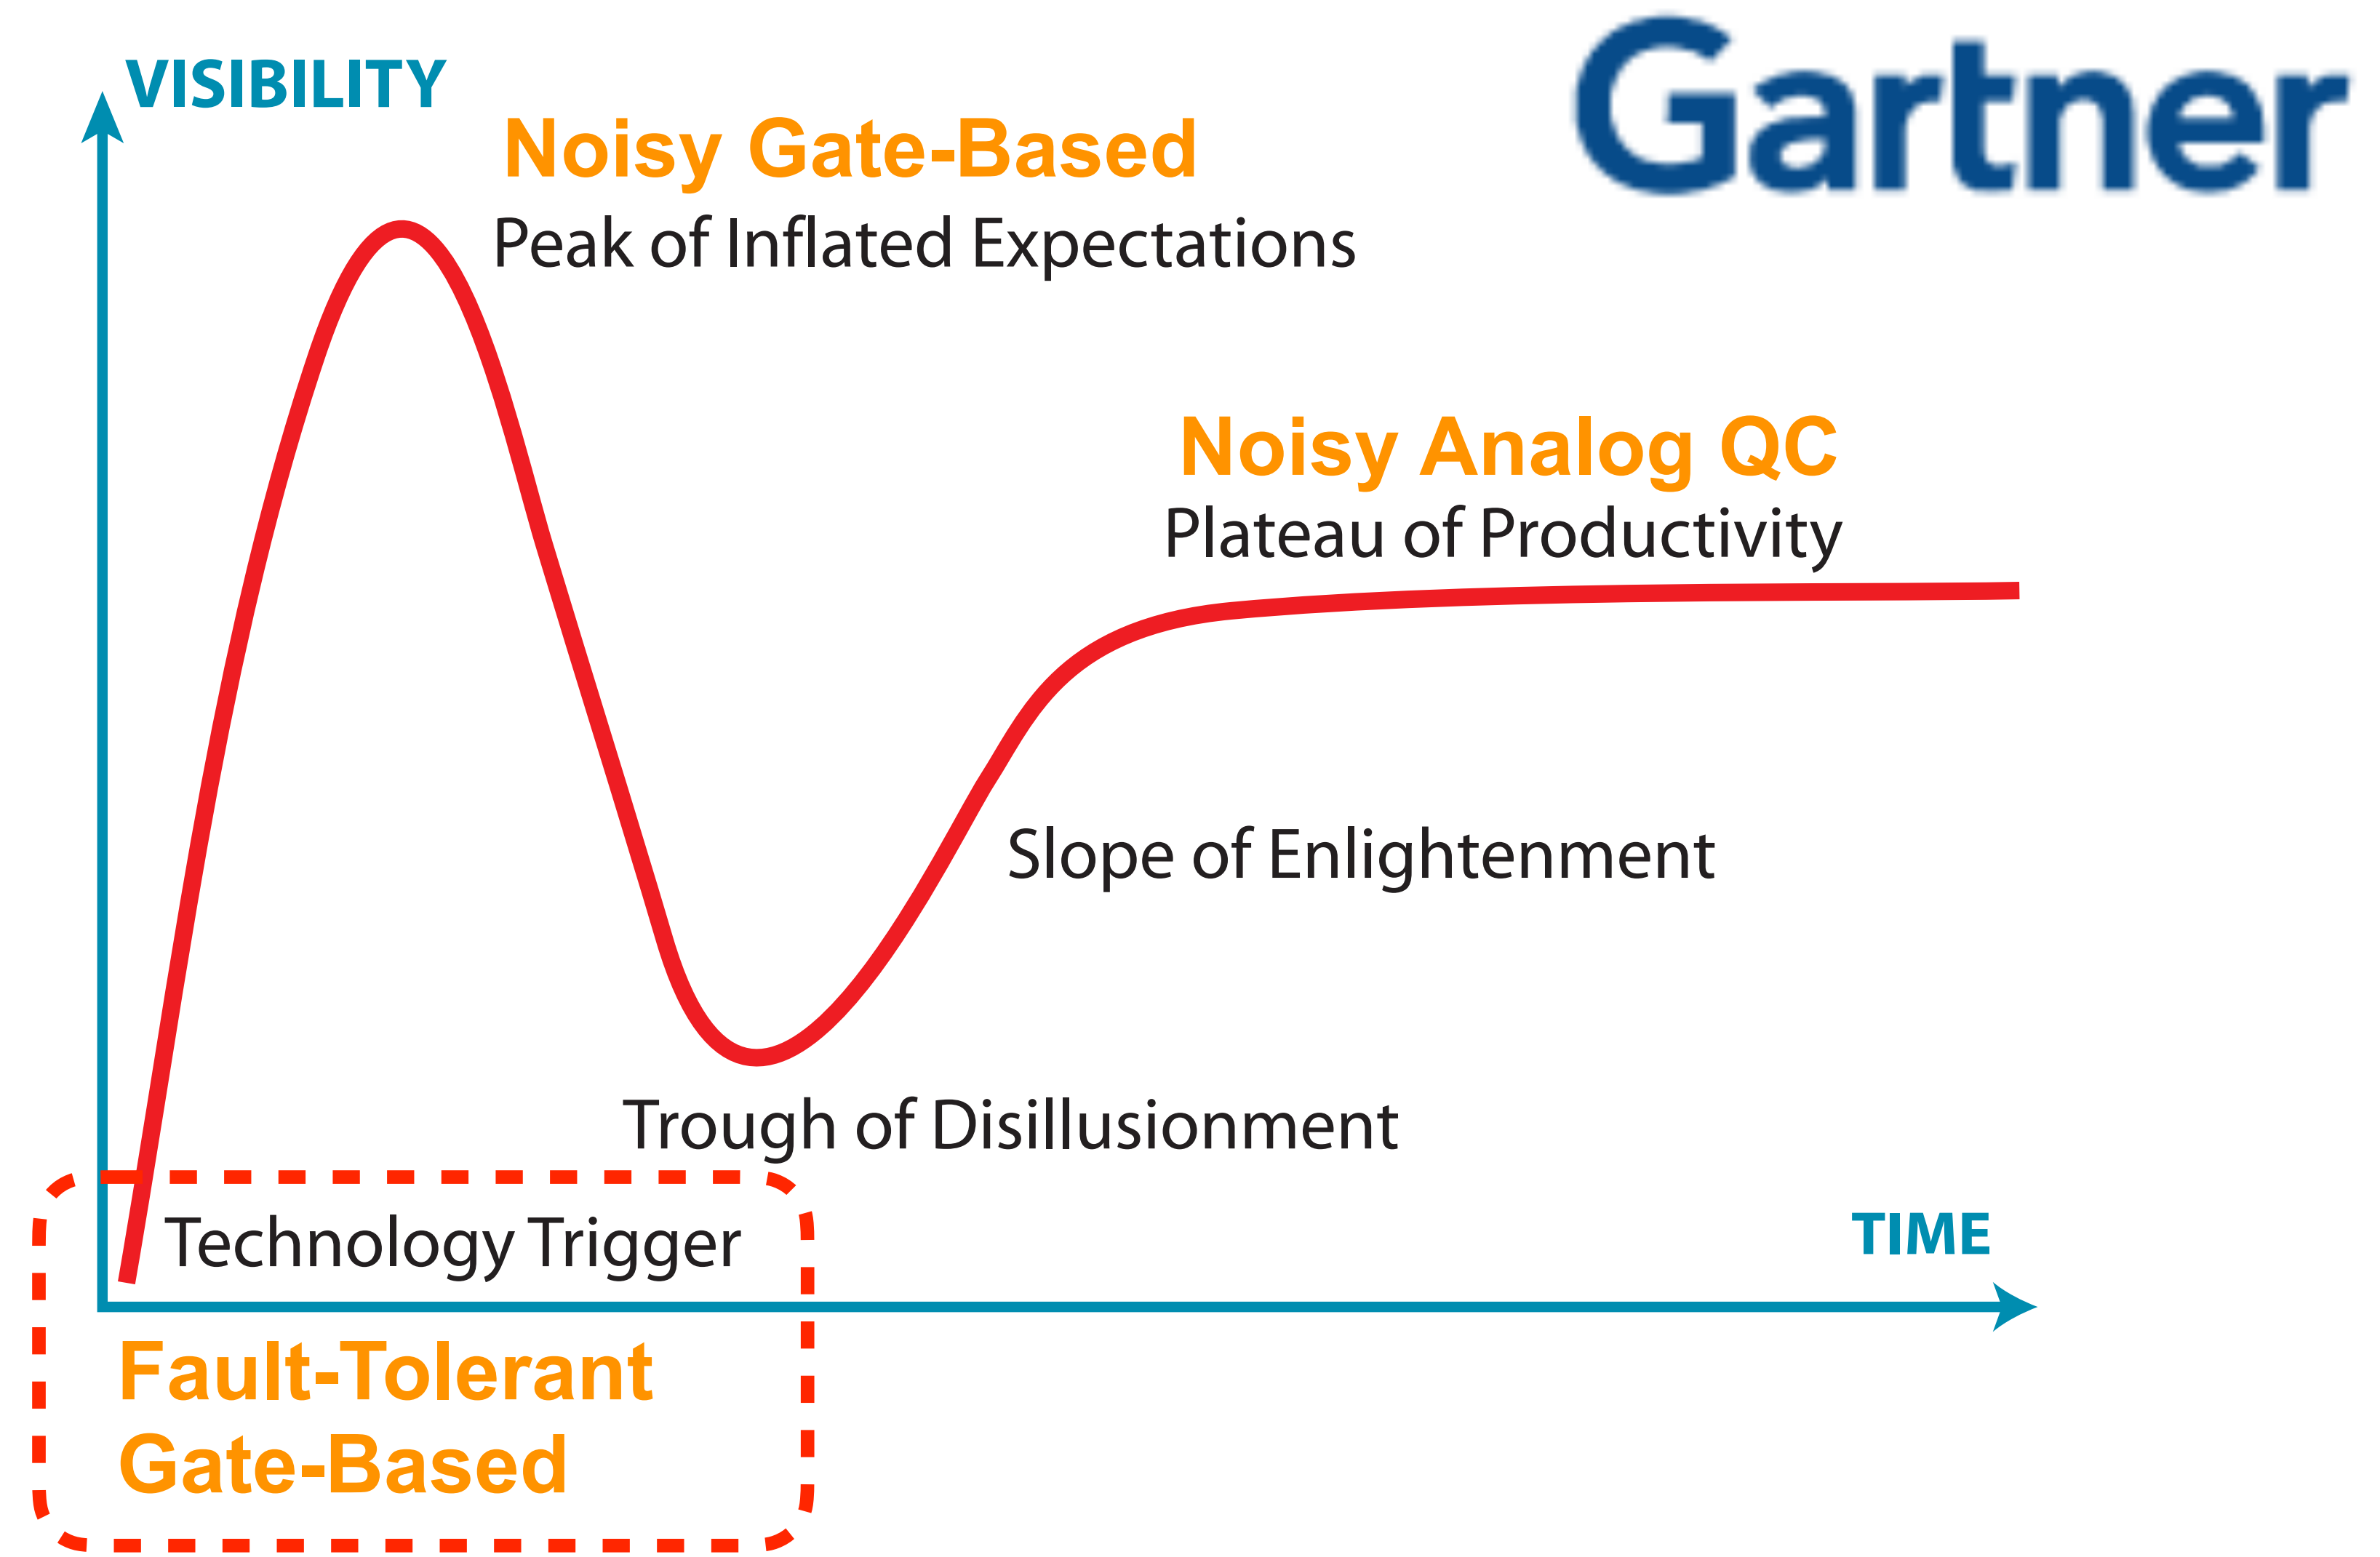 Gartner
VISIBILITY
Noisy Gate-Based
Peak of Inflated Expectations
Noisy Analog QC
Plateau of Productivity
Slope of Enlightenment
Trough of Disillusionment
Technology Trigger
TIME
Fault-Tolerant
Gate-Based